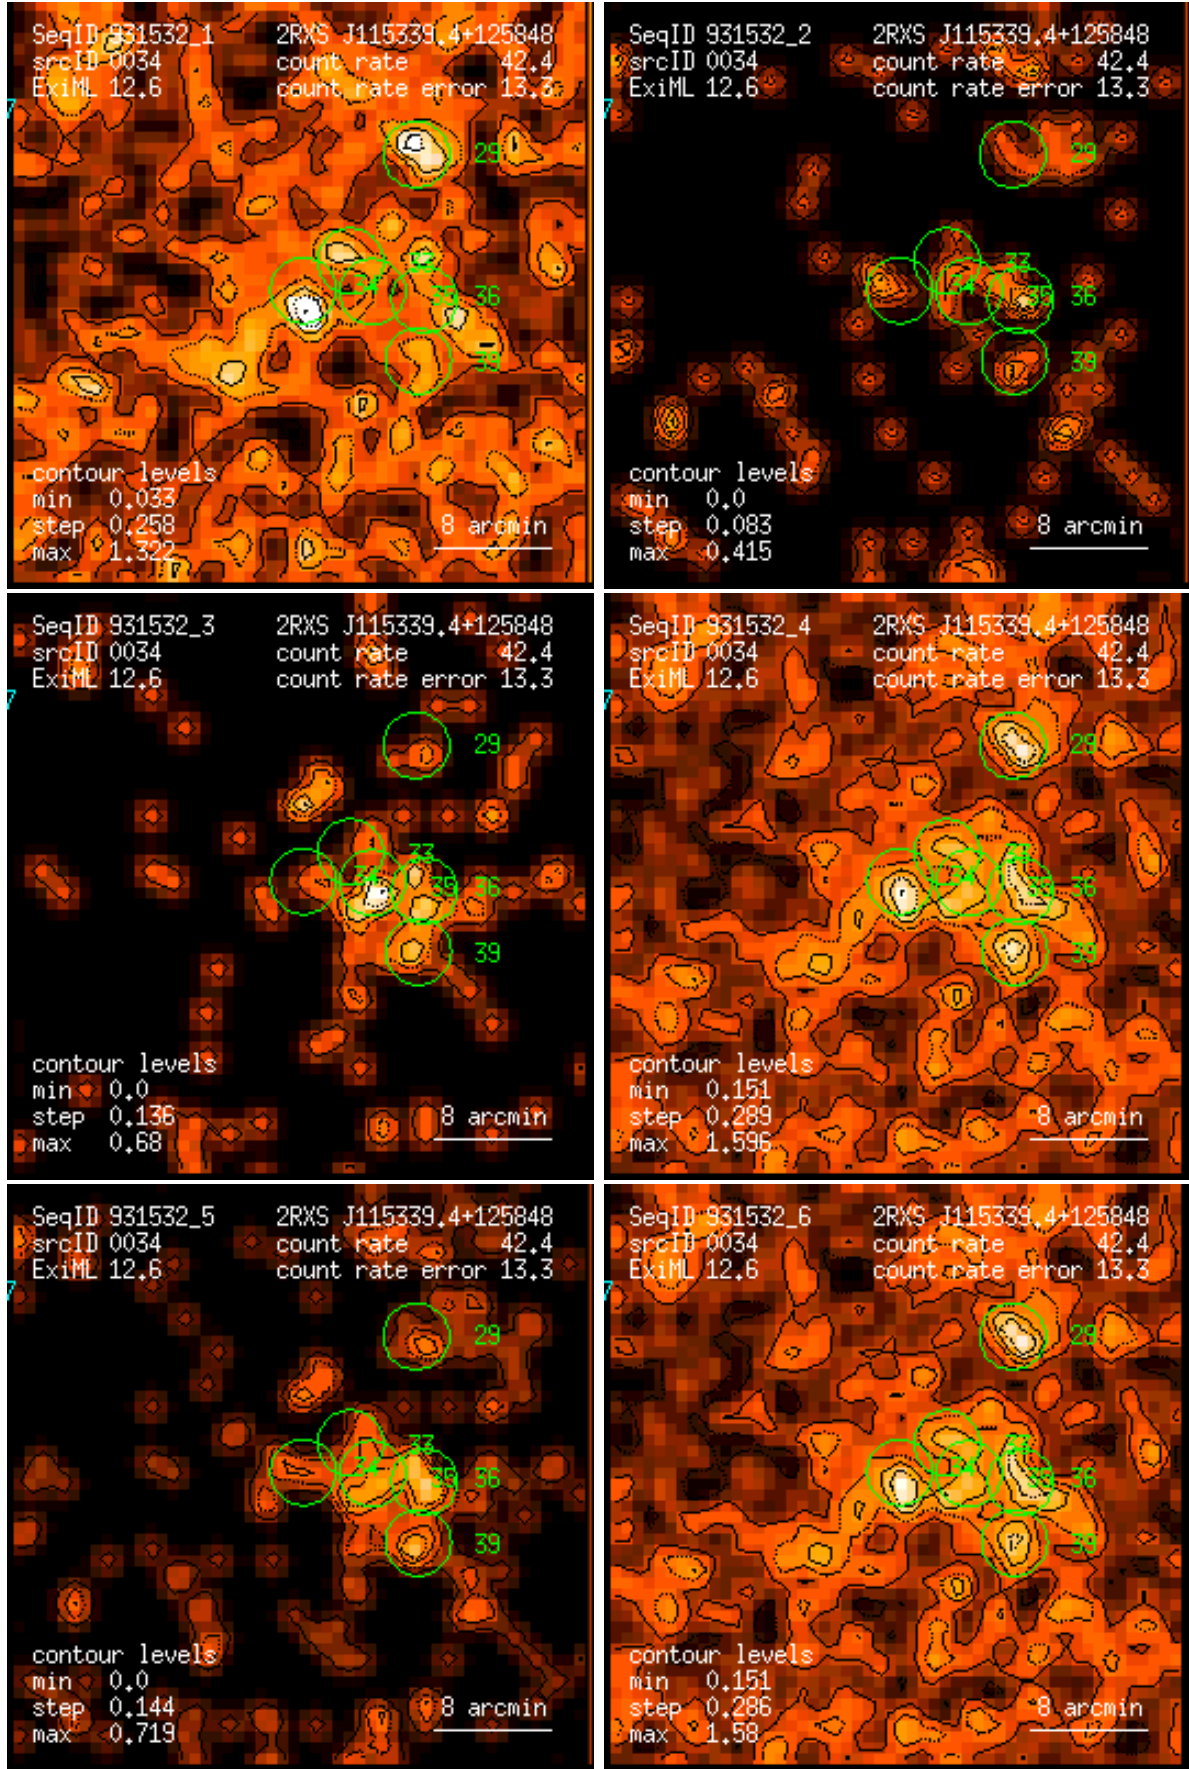 SeqID 931532_1 2RXS J115339.4+125848
srcID 0034 count rate 42.4
ExiML 12.6 count rate error 13.3
7
29
33
34 35 36
39
contour levels
min 0.033
step 0.258
max 1.322
8 arcmin
SeqID 931532_2 2RXS J115339.4+125848
srcID 0034 count rate 42.4
ExiML 12.6 count rate error 13.3
7
29
33
34 35 36
39
contour levels
min 0.0
step 0.083
max 0.415
8 arcmin
SeqID 931532_3 2RXS J115339.4+125848
srcID 0034 count rate 42.4
ExiML 12.6 count rate error 13.3
7
29
33
34 35 36
39
contour levels
min 0.0
step 0.136
max 0.68
8 arcmin
SeqID 931532_4 2RXS J115339.4+125848
srcID 0034 count rate 42.4
ExiML 12.6 count rate error 13.3
7
29
33
34 35 36
39
contour levels
min 0.151
step 0.289
max 1.596
8 arcmin
SeqID 931532_5 2RXS J115339.4+125848
srcID 0034 count rate 42.4
ExiML 12.6 count rate error 13.3
7
29
33
34 35 36
39
contour levels
min 0.0
step 0.144
max 0.719
8 arcmin
SeqID 931532_6 2RXS J115339.4+125848
srcID 0034 count rate 42.4
ExiML 12.6 count rate error 13.3
7
29
33
34 35 36
39
contour levels
min 0.151
step 0.286
max 1.58
8 arcmin